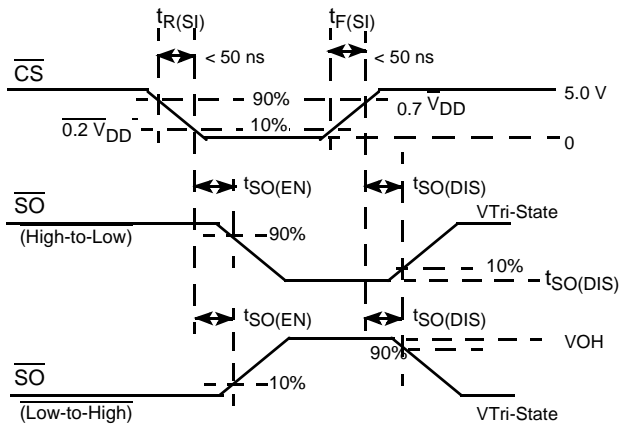 tR(SI)
tF(SI)
< 50 ns
< 50 ns
CS
90%
0.7 VDD
5.0 V
0.2 VDD
10%
0
SO
tSO(EN)
tSO(DIS)
VTri-State
(High-to-Low)
90%
10%
tSO(DIS)
tSO(EN)
tSO(DIS)
VOH
90%
SO
10%
(Low-to-High)
VTri-State